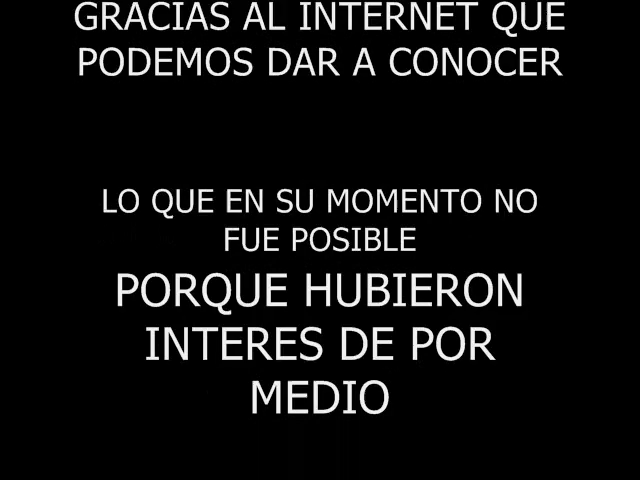 GRACIAS AL INTERNET QUE
PODEMOS DAR A CONOCER
LO QUE EN SU MOMENTO NO
FUE POSIBLE
PORQUE HUBIERON
INTERES DE POR
MEDIO